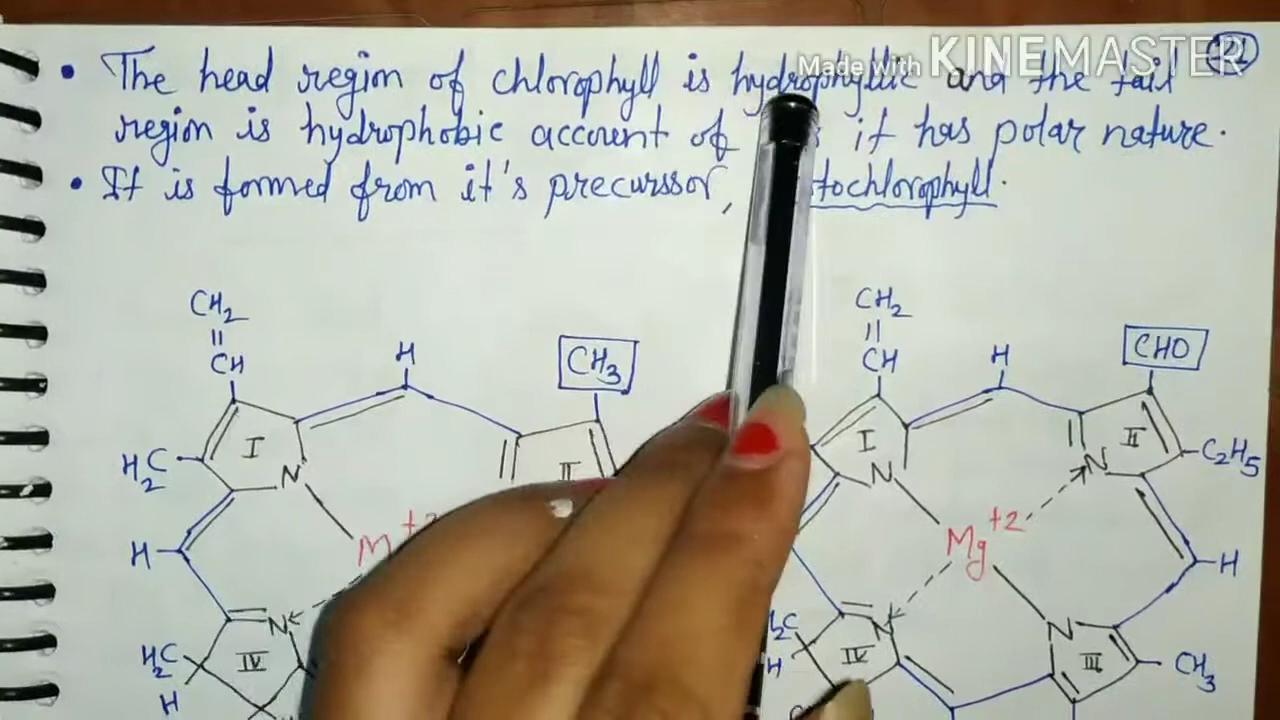 • The head region of chlorophyll is hydrophyllic and the tail
region is hydrophobic account of it has polar nature.
• It is formed from it's precurssor, tochlorophyll.
Made with KINEMASTER
CH2
CH
H
CH3
CH2
CH
H
CHO
I
II
I
II
H2C
N
N
N
C2H5
Mg+2
H
H
N
N
N
H2C
IV
H
IV
III
CH3
H